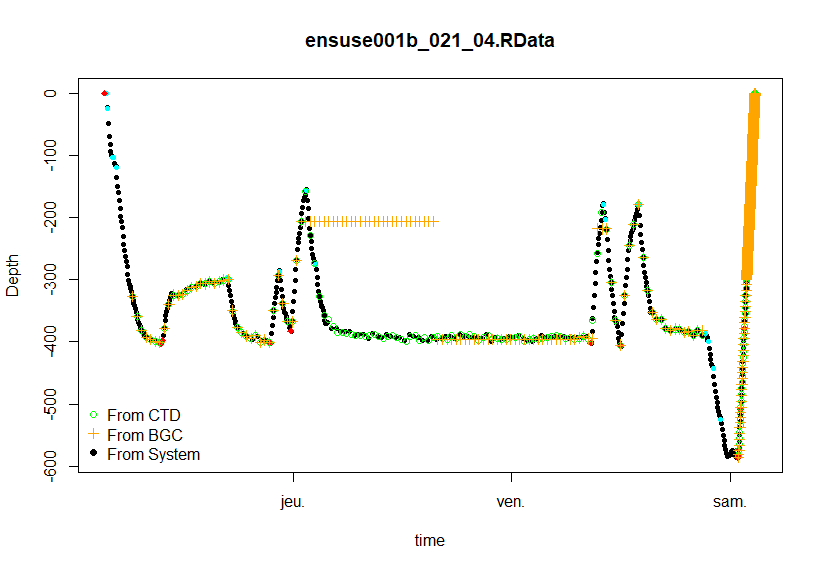 ensuse001b_021_04.RData
0
-100
-200
-300
-400
-500
-600
Depth
From CTD
From BGC
From System
jeu.
ven.
sam.
time